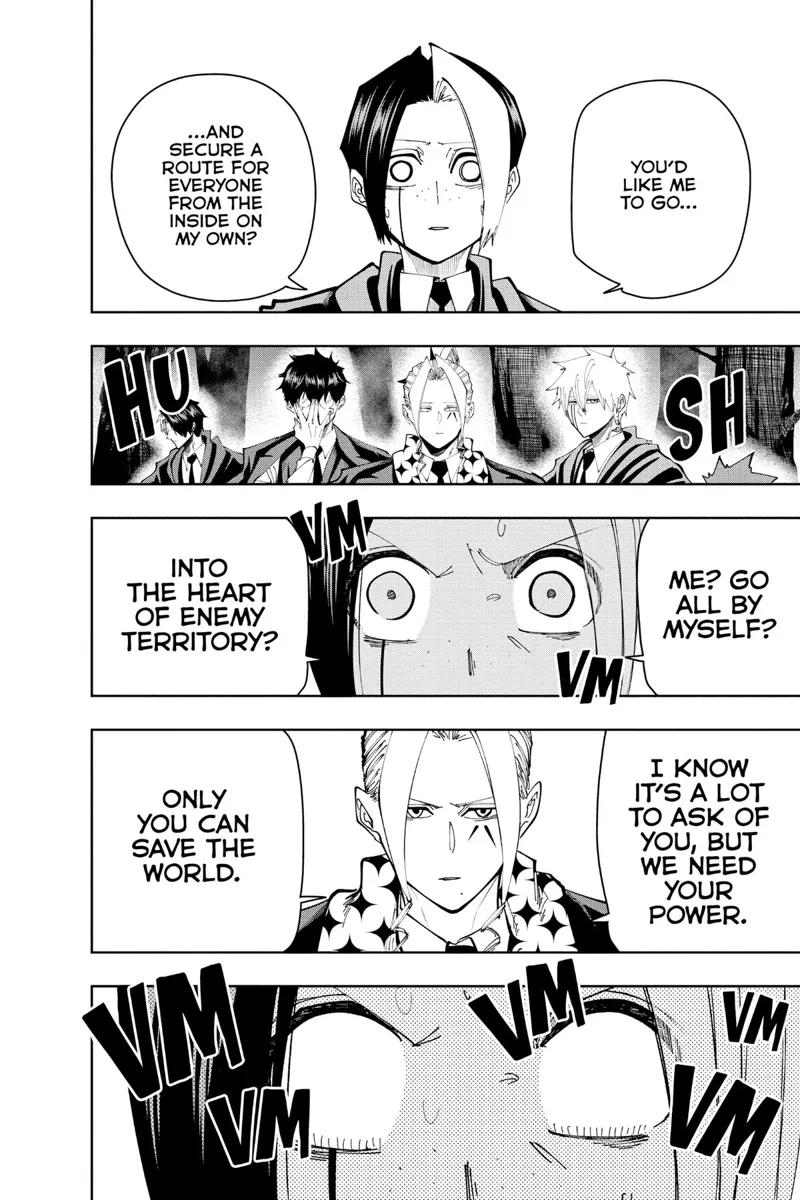 YOU'D
LIKE ME
TO GO...
...AND
SECURE A
ROUTE FOR
EVERYONE
FROM THE
INSIDE ON
MY OWN?
HU
SH
ME? GO
ALL BY
MYSELF?
VM
VM
INTO
THE HEART
OF ENEMY
TERRITORY?
I KNOW
IT'S A LOT
TO ASK OF
YOU, BUT
WE NEED
YOUR
POWER.
ONLY
YOU CAN
SAVE THE
WORLD.
VM
VM
VM
VM
VM